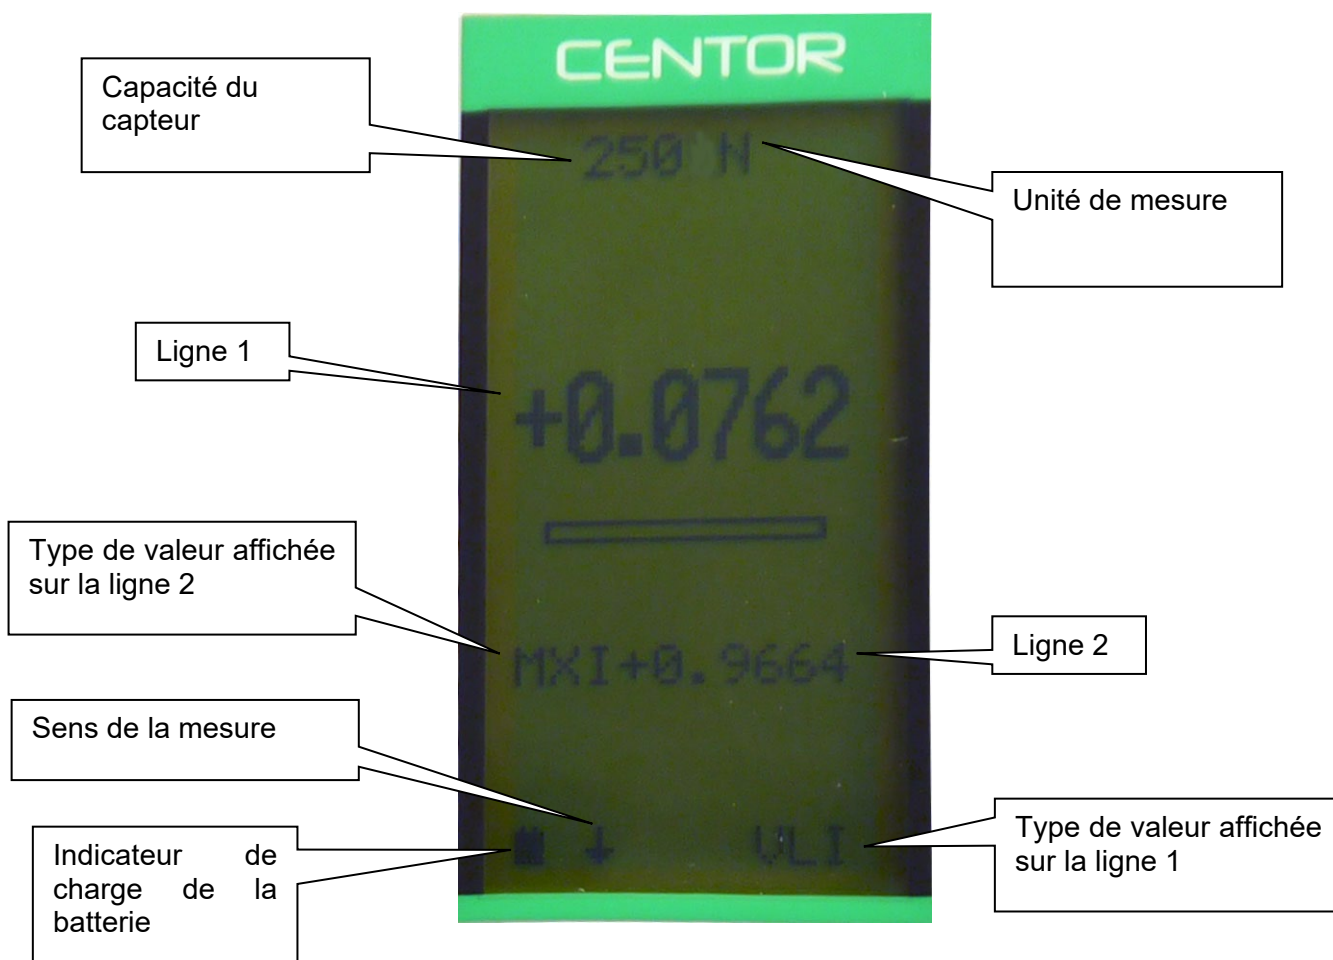 CENTOR
Capacité du
capteur
250 N
Unité de mesure
Ligne 1
+0.0762
Type de valeur affichée
sur la ligne 2
MXI+0.9664
Ligne 2
Sens de la mesure
VLI
Type de valeur affichée
sur la ligne 1
Indicateur de
charge de la
batterie